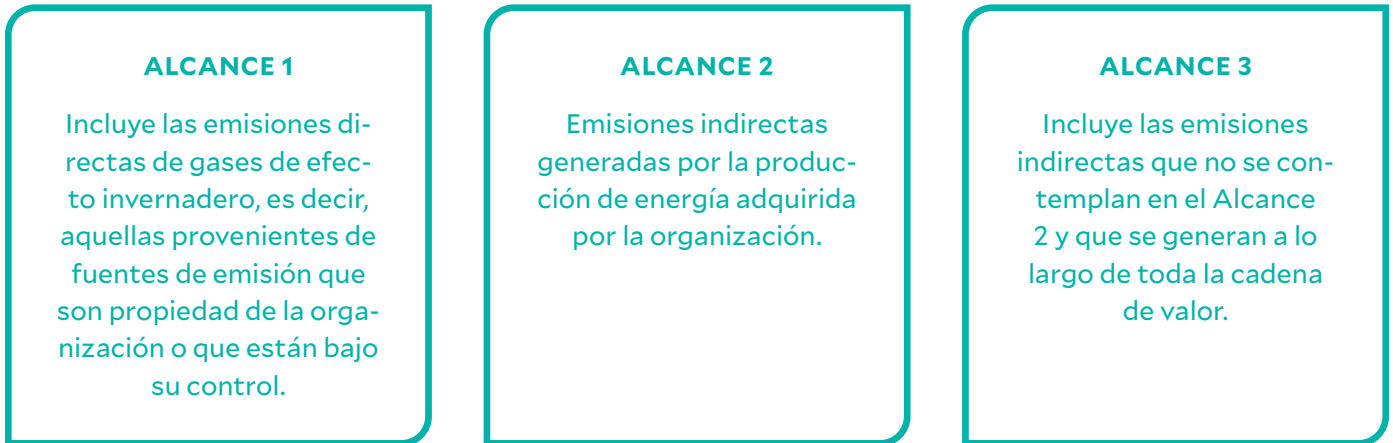 ALCANCE 1
Incluye las emisiones di-
rectas de gases de efec-
to invernadero, es decir,
aquellas provenientes de
fuentes de emisión que
son propiedad de la orga-
nización o que están bajo
su control.
ALCANCE 2
Emisiones indirectas
generadas por la produc-
ción de energía adquirida
por la organización.
ALCANCE 3
Incluye las emisiones
indirectas que no se con-
templan en el Alcance
2 y que se generan a lo
largo de toda la cadena
de valor.